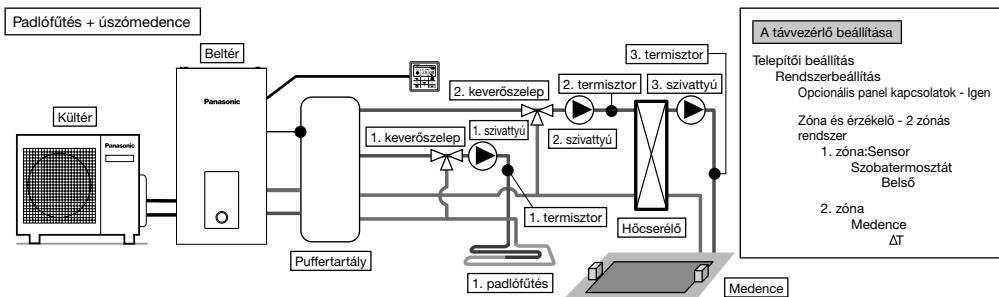 Padlófűtés + úszómedence
Beltér
Panasonic
Kültér
Panasonic
Puffertartály
2. keverőszelep
1. keverőszelep
1. szivattyú
2. szivattyú
2. termisztor
3. termisztor
3. szivattyú
1. termisztor
Hőcserélő
1. padlófűtés
Medence
A távvezérlő beállítása
Telepítői beállítás
Rendszerbeállítás
Opcionális panel kapcsolatok - Igen
Zóna és érzékelő - 2 zónás
rendszer
1. zóna:Sensor
Szobatermosztát
Belső
2. zóna
Medence
ΔT